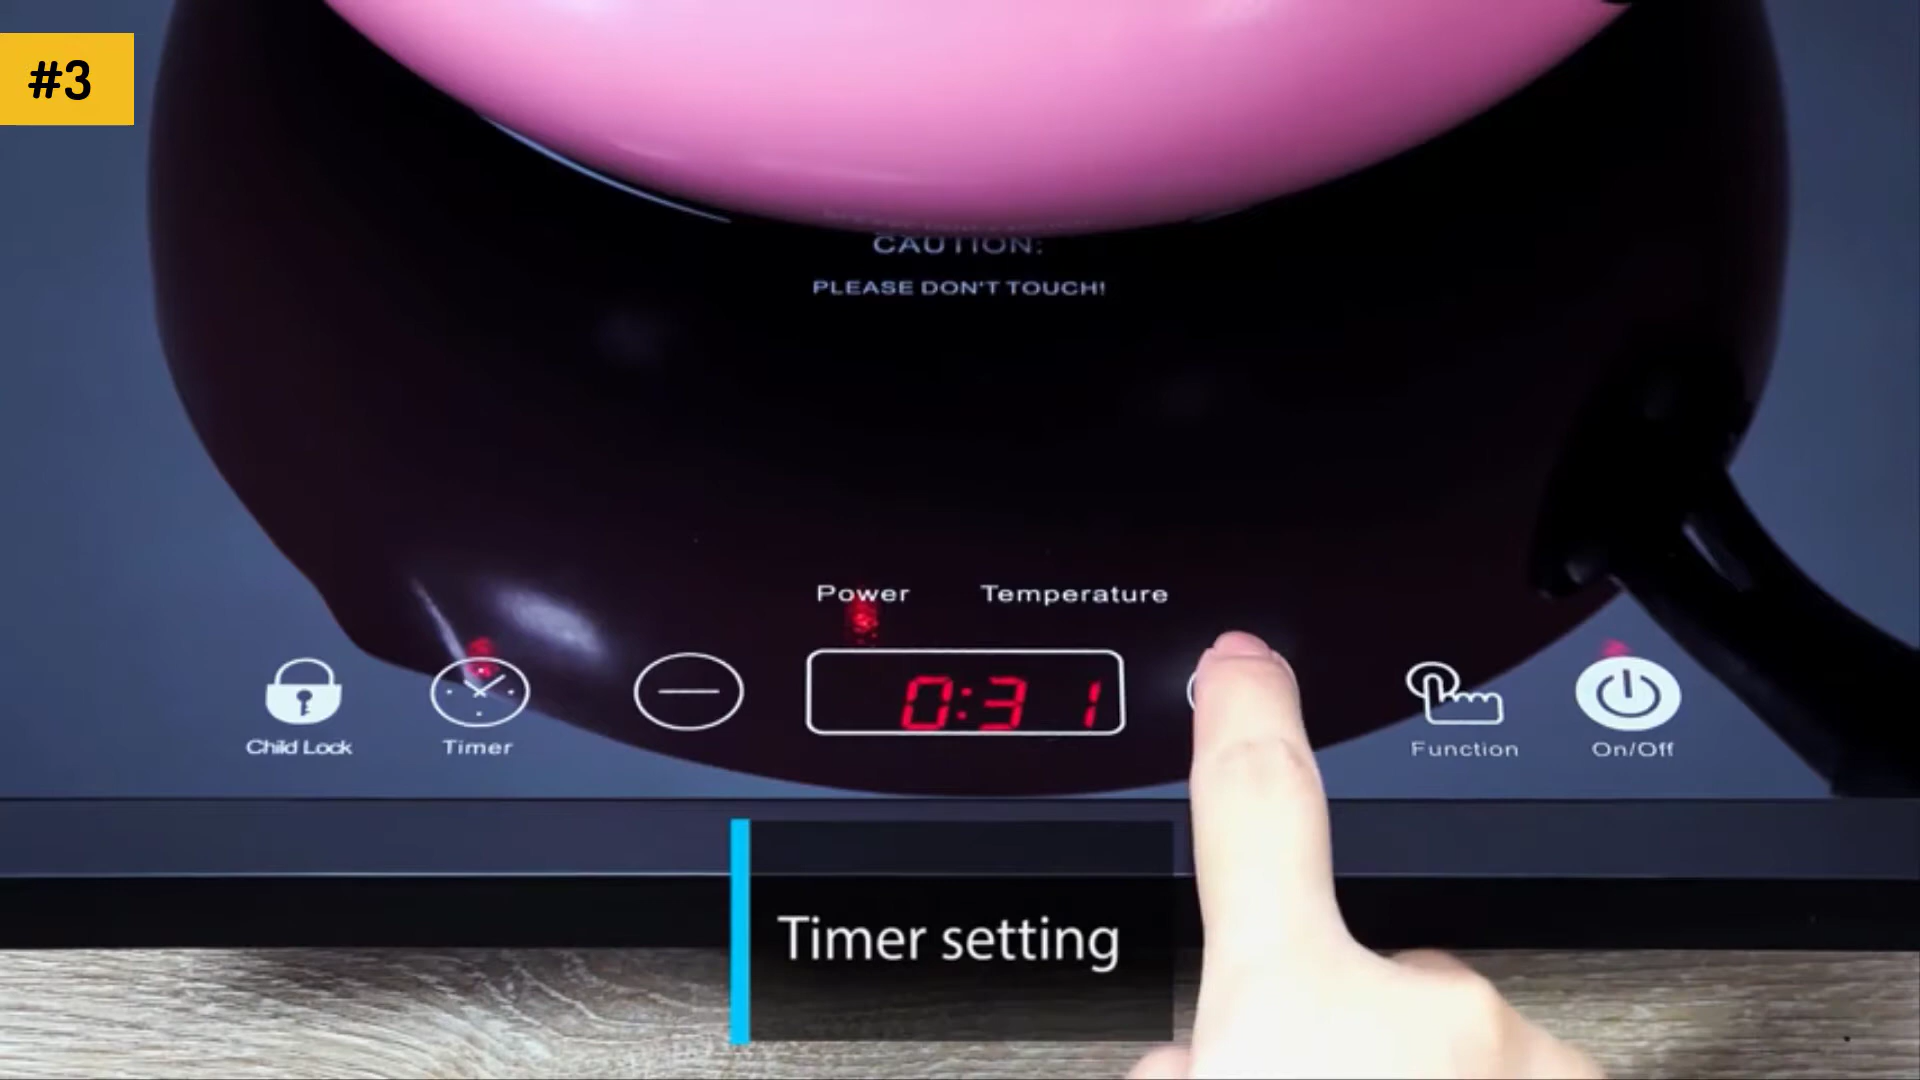 #3
CAUTION:
PLEASE DON'T TOUCH!
Power Temperature
0:31
Child Lock Timer Function On/Off
Timer setting